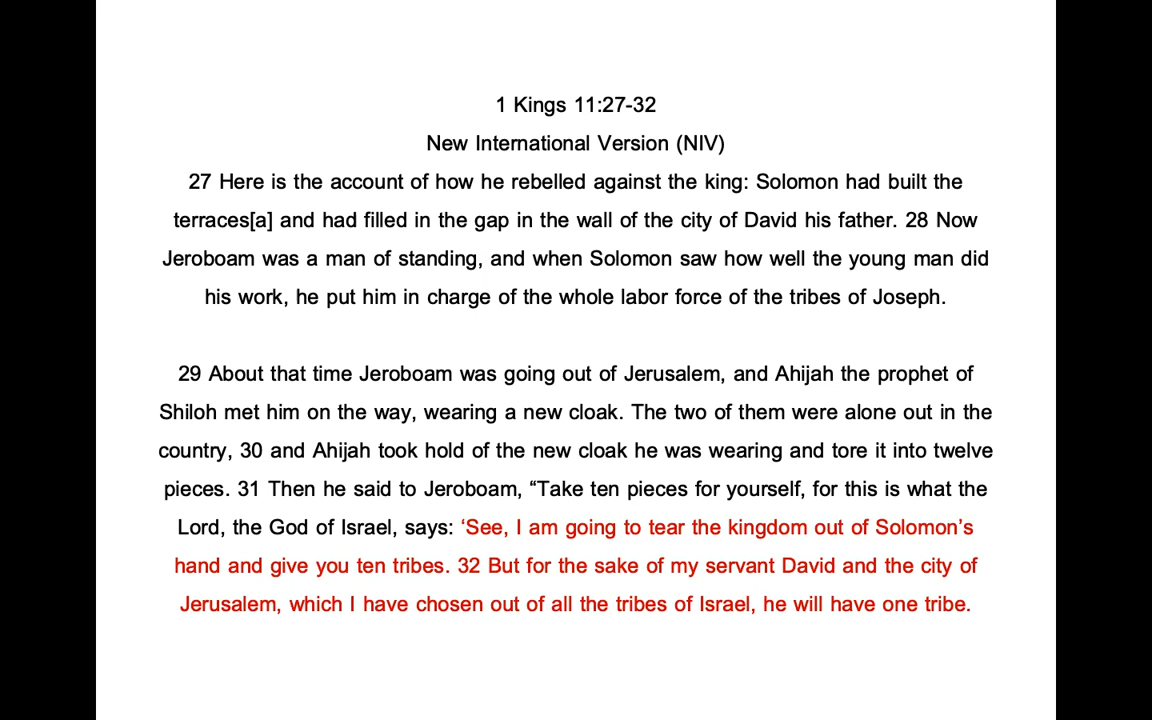 1 Kings 11:27-32
New International Version (NIV)
27 Here is the account of how he rebelled against the king: Solomon had built the
terraces[a] and had filled in the gap in the wall of the city of David his father. 28 Now
Jeroboam was a man of standing, and when Solomon saw how well the young man did
his work, he put him in charge of the whole labor force of the tribes of Joseph.
29 About that time Jeroboam was going out of Jerusalem, and Ahijah the prophet of
Shiloh met him on the way, wearing a new cloak. The two of them were alone out in the
country, 30 and Ahijah took hold of the new cloak he was wearing and tore it into twelve
pieces. 31 Then he said to Jeroboam, “Take ten pieces for yourself, for this is what the
Lord, the God of Israel, says: ‘See, I am going to tear the kingdom out of Solomon’s
hand and give you ten tribes. 32 But for the sake of my servant David and the city of
Jerusalem, which I have chosen out of all the tribes of Israel, he will have one tribe.